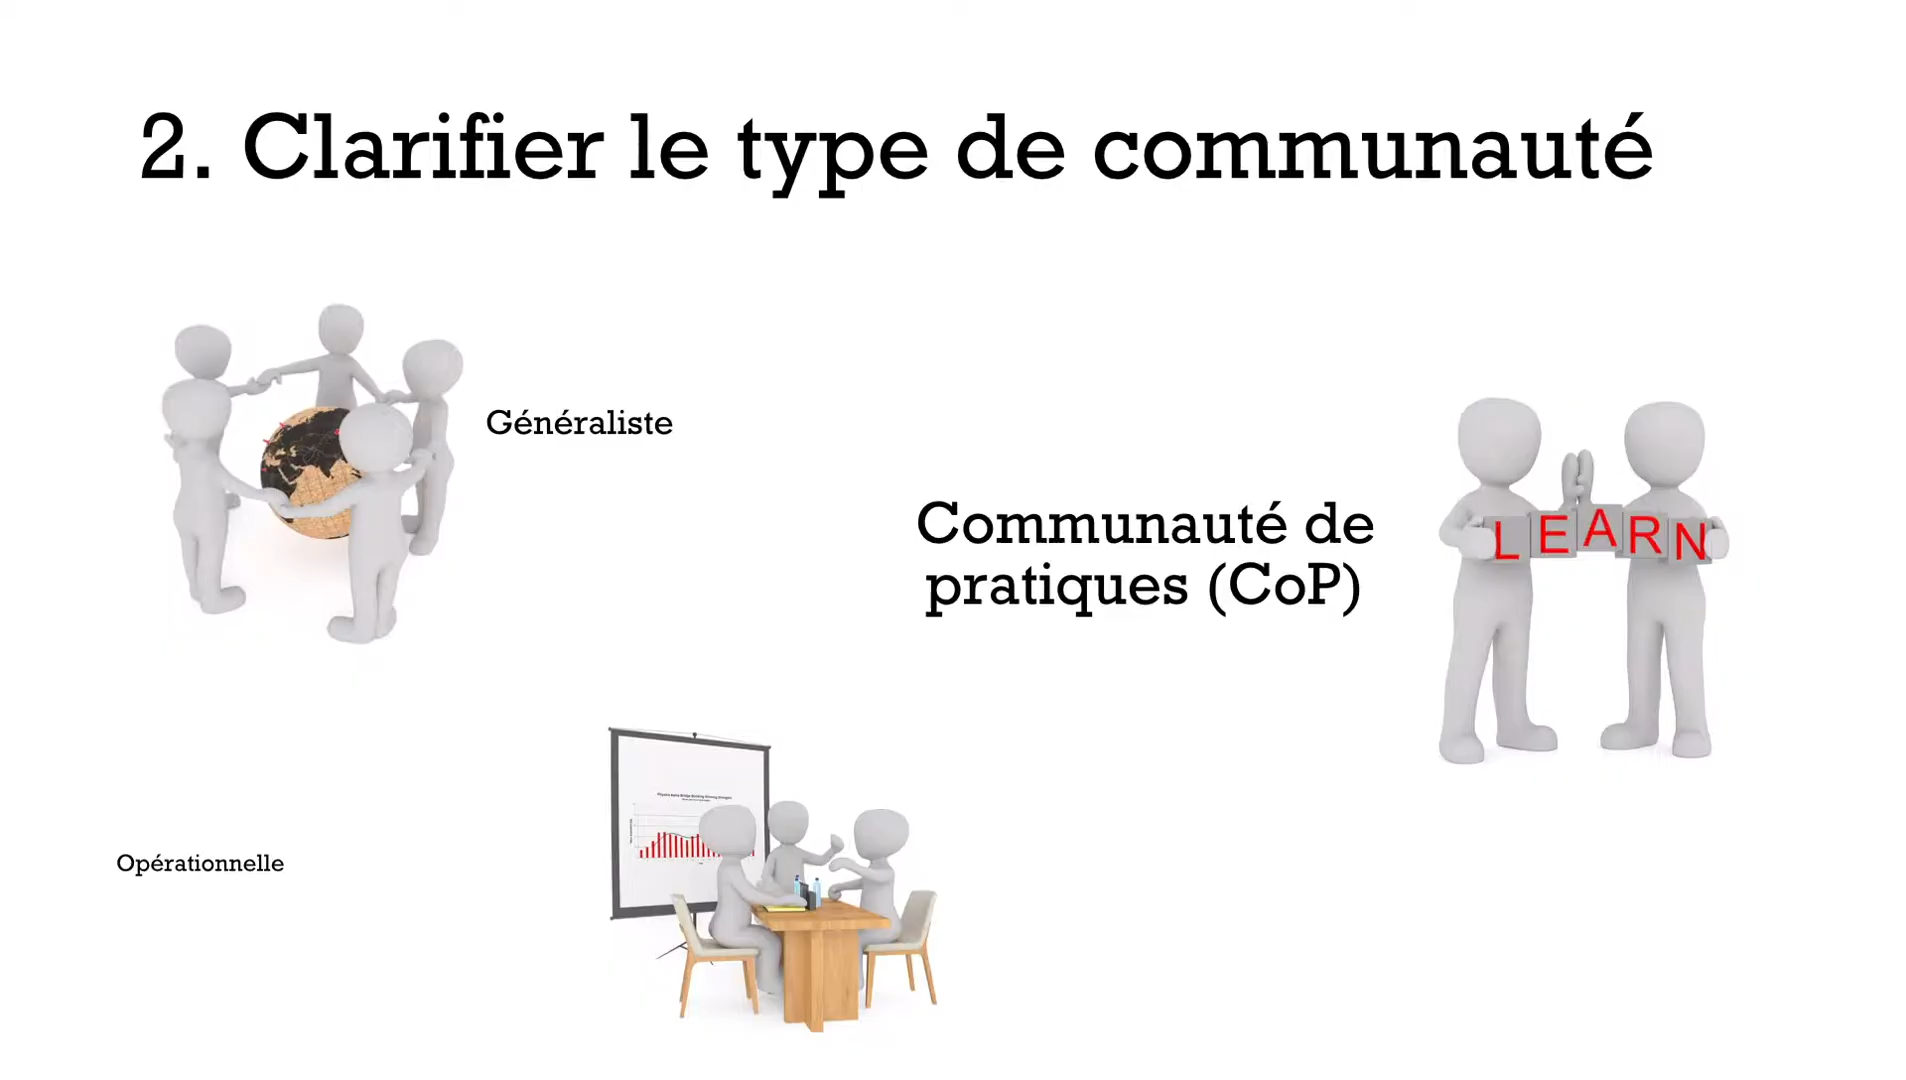 2. Clarifier le type de communauté
Généraliste
Communauté de
pratiques (CoP)
LEARN
Opérationnelle